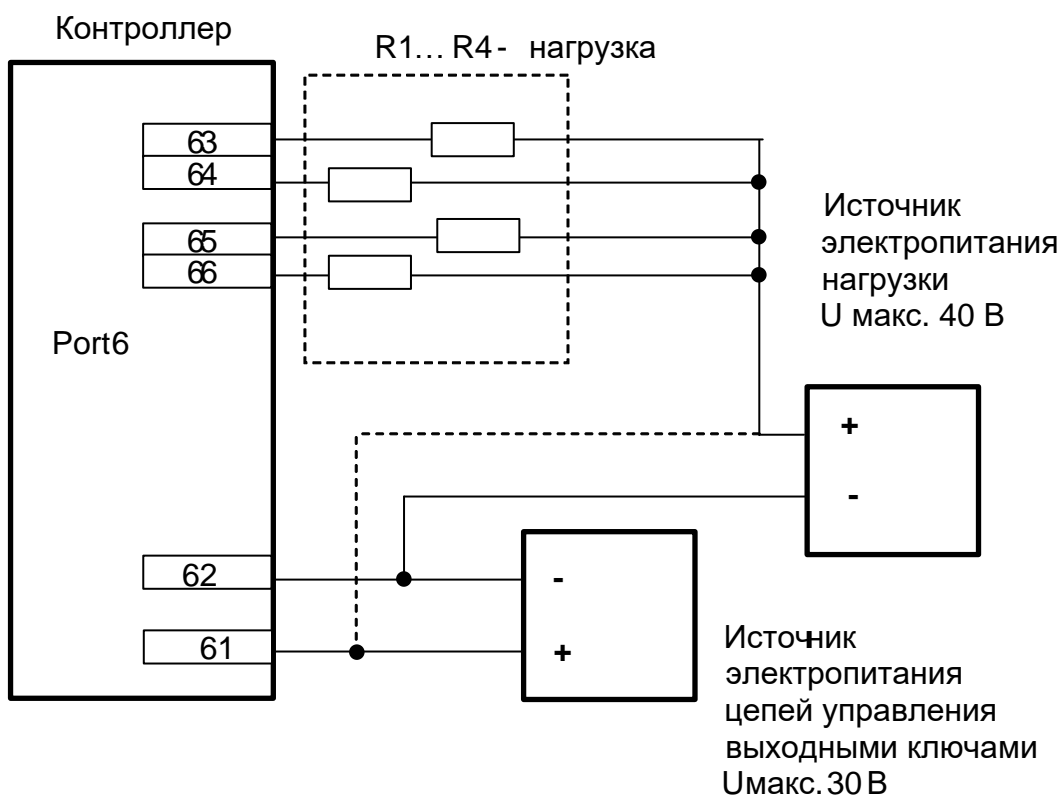 Контроллер
R1... R4 - нагрузка
63
64
65
66
Port6
Источник
электропитания
нагрузки
U макс. 40 В
+
-
62
-
61
+
Источник
электропитания
цепей управления
выходными ключами
Uмакс. 30 В